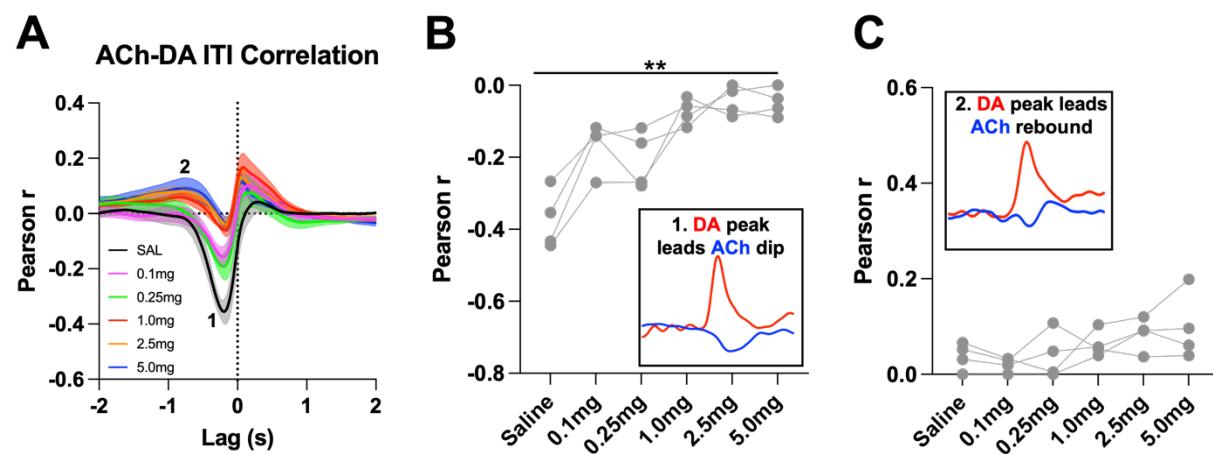 A
ACh-DA ITI Correlation
Pearson r
0.4
0.2
0.0
-0.2
-0.4
-0.6
2
1
SAL
0.1mg
0.25mg
1.0mg
2.5mg
5.0mg
-2
-1
0
1
2
Lag (s)
B
**
Pearson r
0.0
-0.2
-0.4
-0.6
-0.8
1. DA peak
leads ACh dip
Saline
0.1mg
0.25mg
1.0mg
2.5mg
5.0mg
C
Pearson r
0.6
0.4
0.2
0.0
2. DA peak leads
ACh rebound
Saline
0.1mg
0.25mg
1.0mg
2.5mg
5.0mg